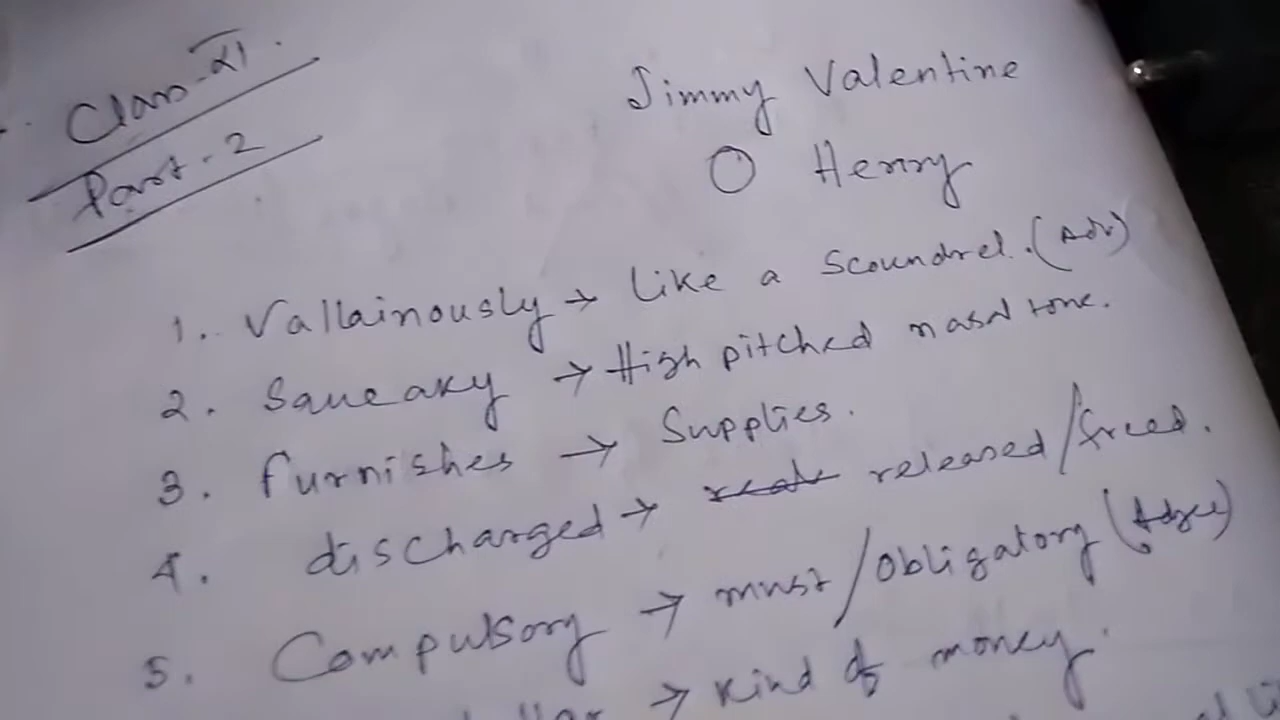 Class-XI.
Part-2
Jimmy Valentine
O Henry
1. Vallainously → like a scoundrel. (Adv)
2. Squeaky → High pitched nasal tone.
3. furnishes → Supplies.
4. discharged → released/freed.
5. Compulsory → must/obligatory (Adjec)
→ kind of money.